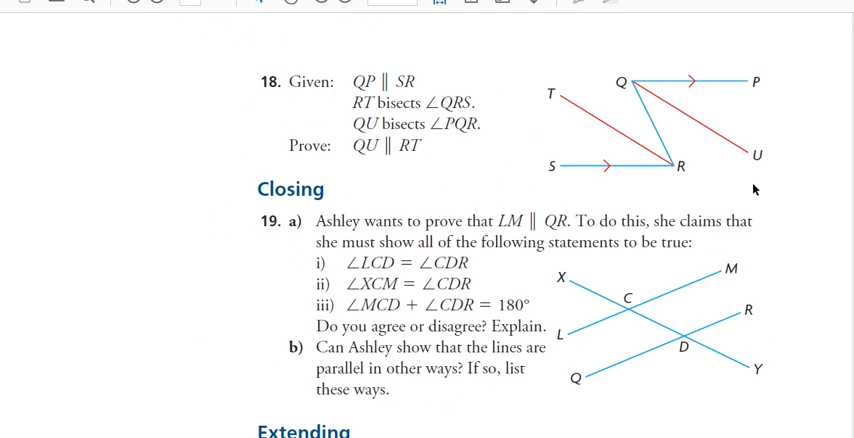 18. Given: QP || SR
RT bisects ∠QRS.
QU bisects ∠PQR.
Prove: QU || RT
T
Q
P
S
R
U
Closing
19. a) Ashley wants to prove that LM || QR. To do this, she claims that
she must show all of the following statements to be true:
i) ∠LCD = ∠CDR
ii) ∠XCM = ∠CDR
iii) ∠MCD + ∠CDR = 180°
Do you agree or disagree? Explain.
b) Can Ashley show that the lines are
parallel in other ways? If so, list
these ways.
X
M
C
R
L
D
Q
Y
Extending